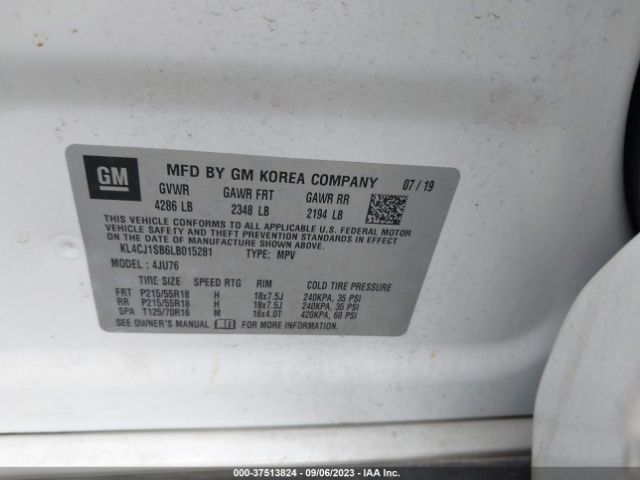 GM
MFD BY GM KOREA COMPANY 07/19
GVWR GAWR FRT GAWR RR
4286 LB 2348 LB 2194 LB
THIS VEHICLE CONFORMS TO ALL APPLICABLE U.S. FEDERAL MOTOR
VEHICLE SAFETY AND THEFT PREVENTION STANDARDS IN EFFECT
ON THE DATE OF MANUFACTURE SHOWN ABOVE.
KL4CJ1SB6LB015281 TYPE: MPV
MODEL: 4JU76
TIRE SIZE SPEED RTG RIM COLD TIRE PRESSURE
FRT P215/55R18 H 18x7.5J 240KPA, 35 PSI
RR P215/55R18 H 18x7.5J 240KPA, 35 PSI
SPA T125/70R16 M 16x4.0T 420KPA, 60 PSI
SEE OWNER'S MANUAL FOR MORE INFORMATION.
000-37513824 - 09/06/2023 - IAA Inc.